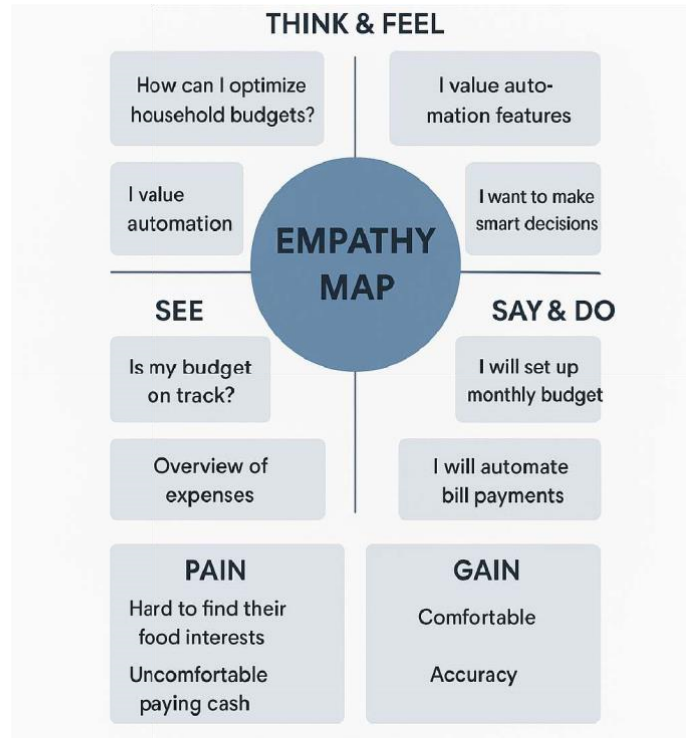 THINK & FEEL
How can I optimize
household budgets?
I value auto-
mation features
I value
automation
I want to make
smart decisions
EMPATHY
MAP
SEE
SAY & DO
Is my budget
on track?
I will set up
monthly budget
Overview of
expenses
I will automate
bill payments
PAIN
Hard to find their
food interests
Uncomfortable
paying cash
GAIN
Comfortable
Accuracy